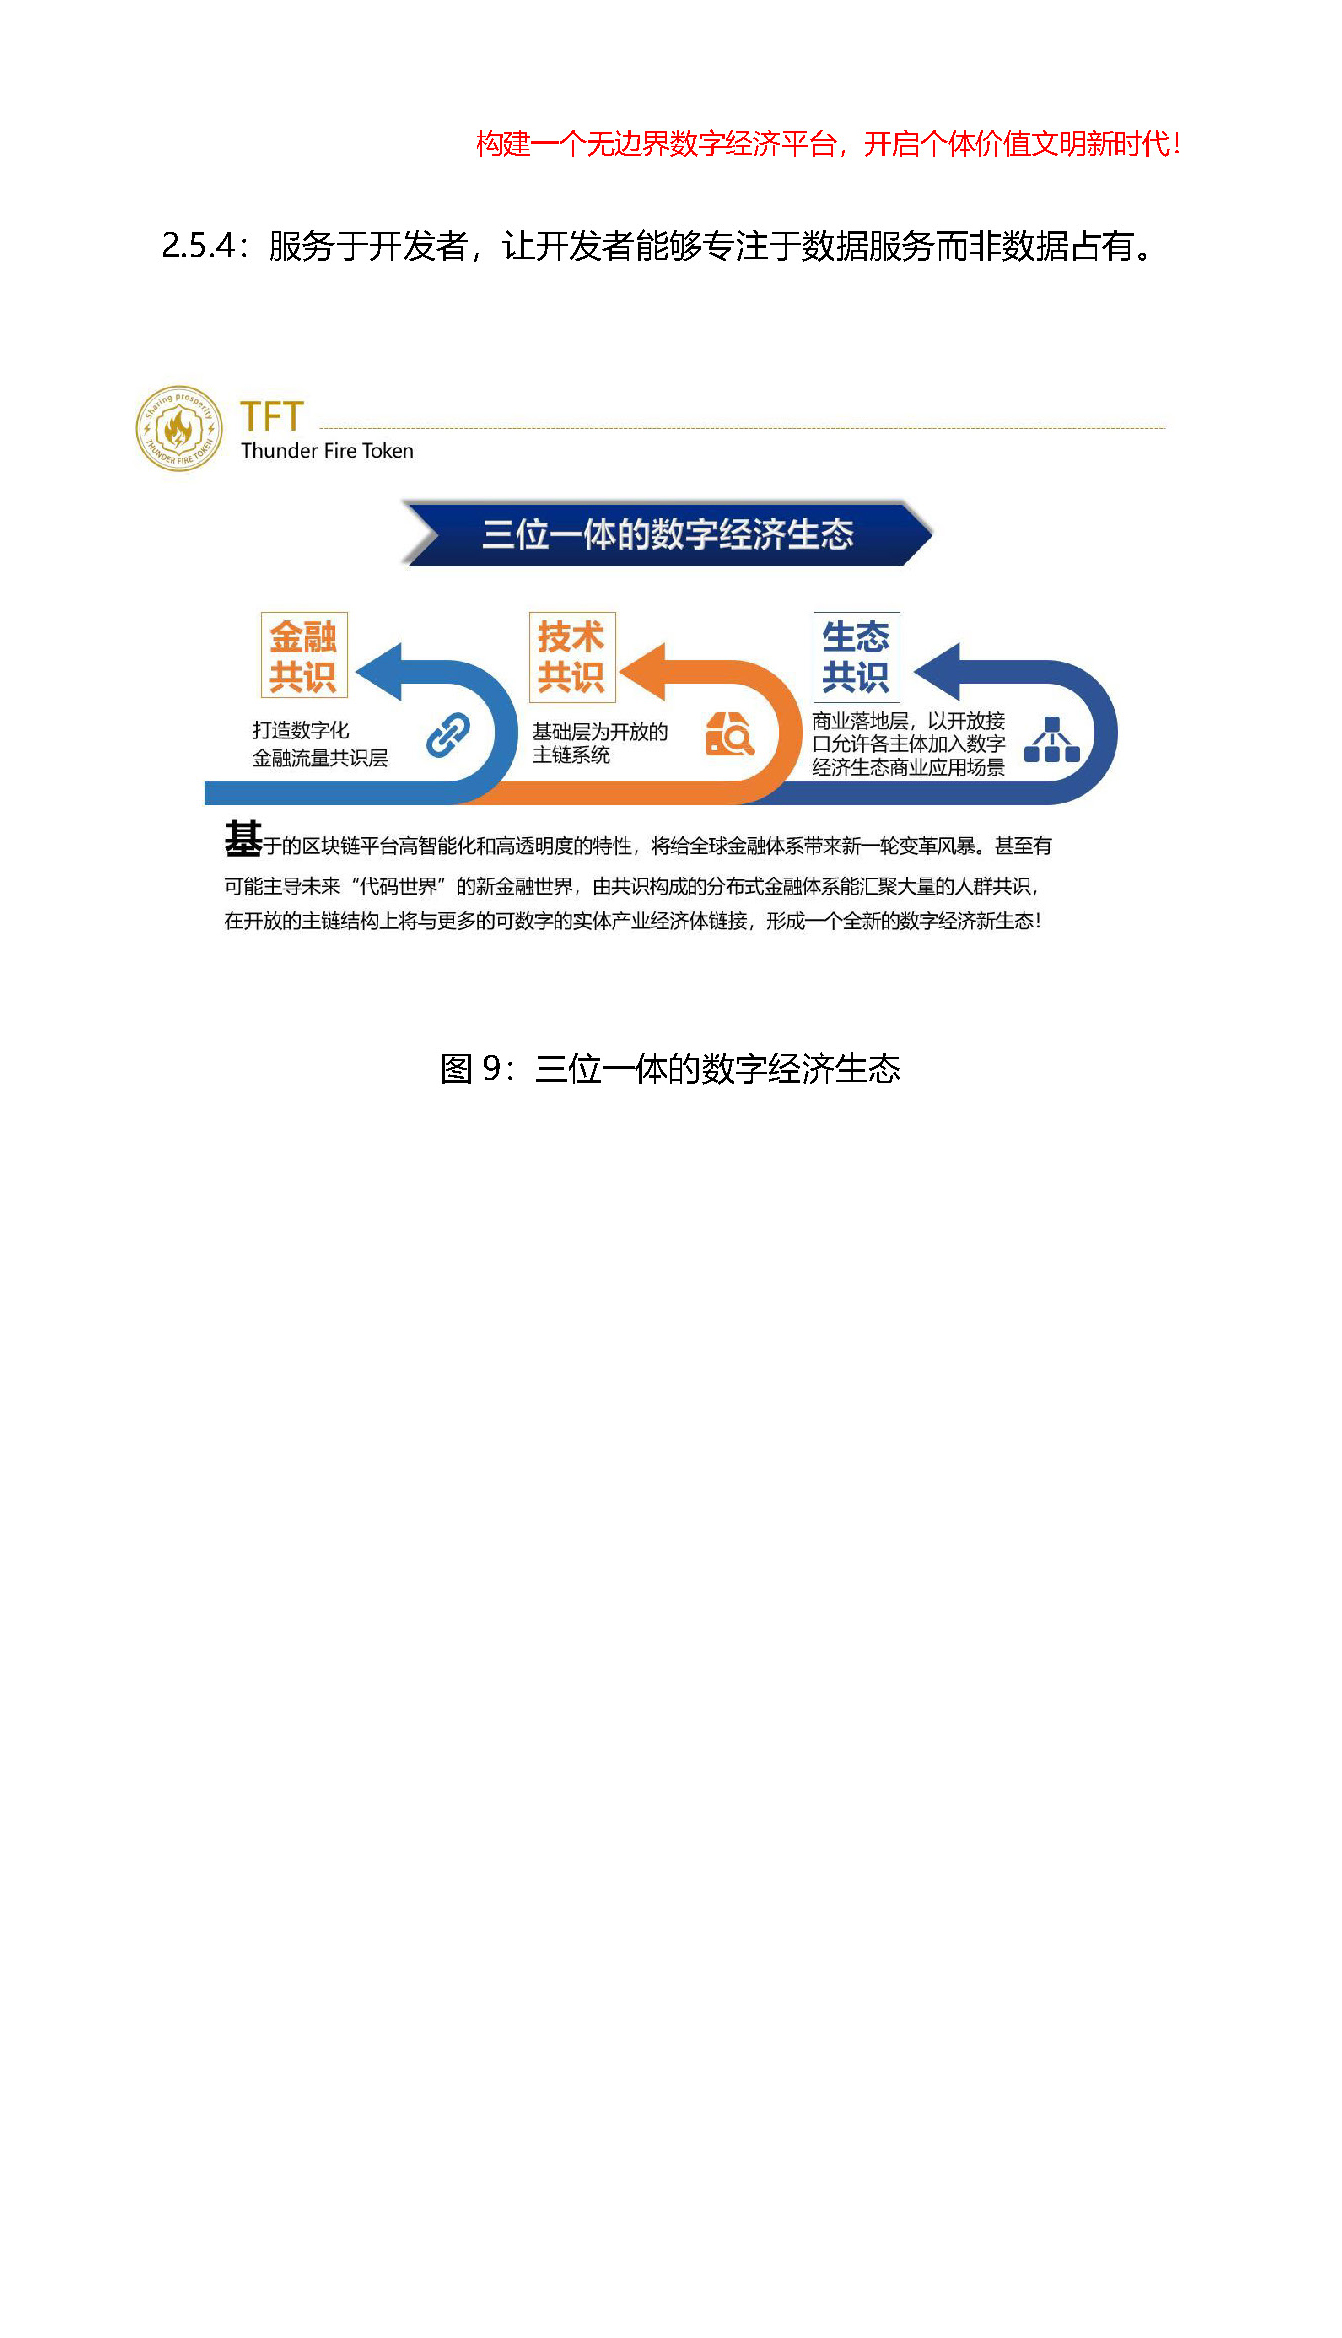 构建一个无边界数字经济平台，开启个体价值文明新时代！
2.5.4：服务于开发者，让开发者能够专注于数据服务而非数据占有。
Sharing prosperity
THUNDER FIRE TOKEN
TFT
Thunder Fire Token
三位一体的数字经济生态
金融
共识
打造数字化
金融流量共识层
技术
共识
基础层为开放的
主链系统
生态
共识
商业落地层，以开放接
口允许各主体加入数字
经济生态商业应用场景
基于的区块链平台高智能化和高透明度的特性，将给全球金融体系带来新一轮变革风暴。甚至有
可能主导未来“代码世界”的新金融世界，由共识构成的分布式金融体系能汇聚大量的人群共识，
在开放的主链结构上将与更多的可数字的实体产业经济体链接，形成一个全新的数字经济新生态！
图 9：三位一体的数字经济生态